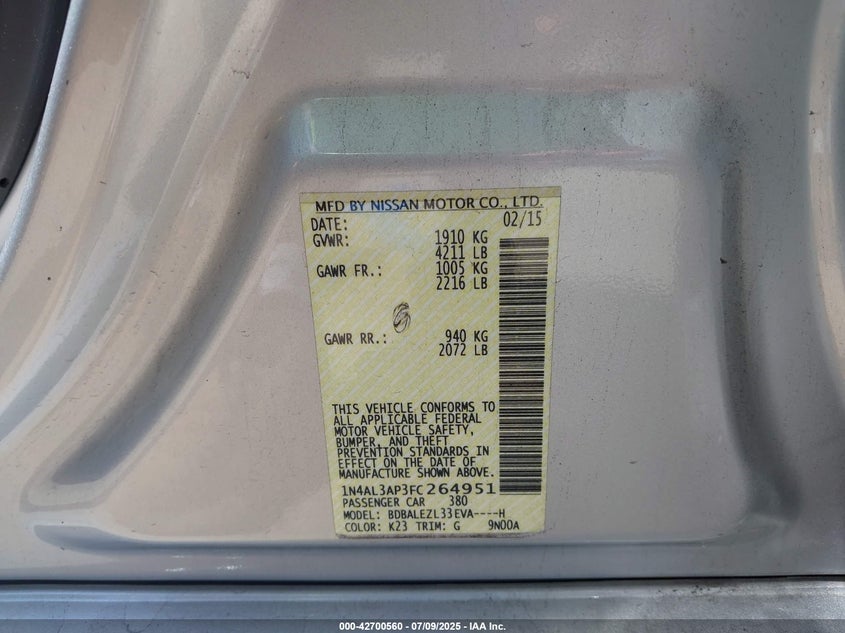 MFD BY NISSAN MOTOR CO., LTD.
DATE: 02/15
GVWR: 1910 KG
4211 LB
GAWR FR.: 1005 KG
2216 LB
GAWR RR.: 940 KG
2072 LB
THIS VEHICLE CONFORMS TO
ALL APPLICABLE FEDERAL
MOTOR VEHICLE SAFETY,
BUMPER, AND THEFT
PREVENTION STANDARDS IN
EFFECT ON THE DATE OF
MANUFACTURE SHOWN ABOVE.
1N4AL3AP3FC264951
PASSENGER CAR 380
MODEL: BDBALEZL33EVA----H
COLOR: K23 TRIM: G 9N00A
000-42700560 | 07/09/2025 | IAA Inc.